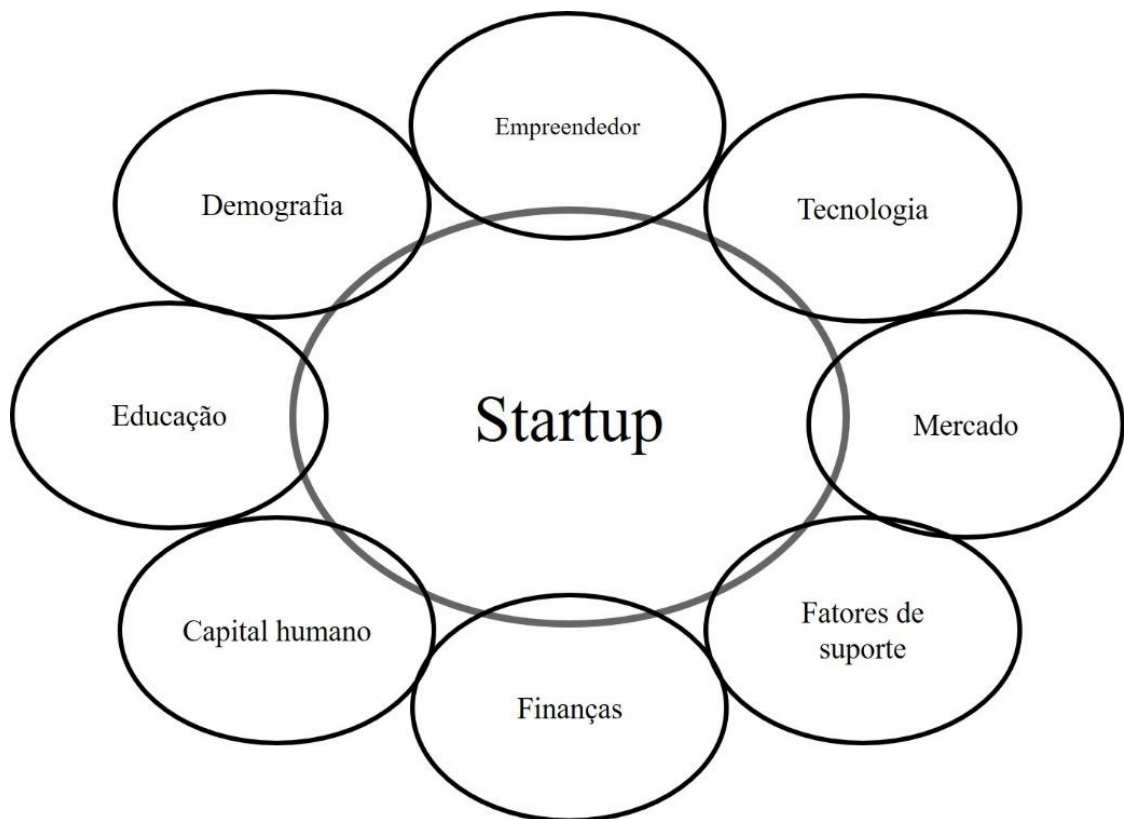 Empreendedor
Demografia
Tecnologia
Startup
Educação
Mercado
Capital humano
Fatores de
suporte
Finanças